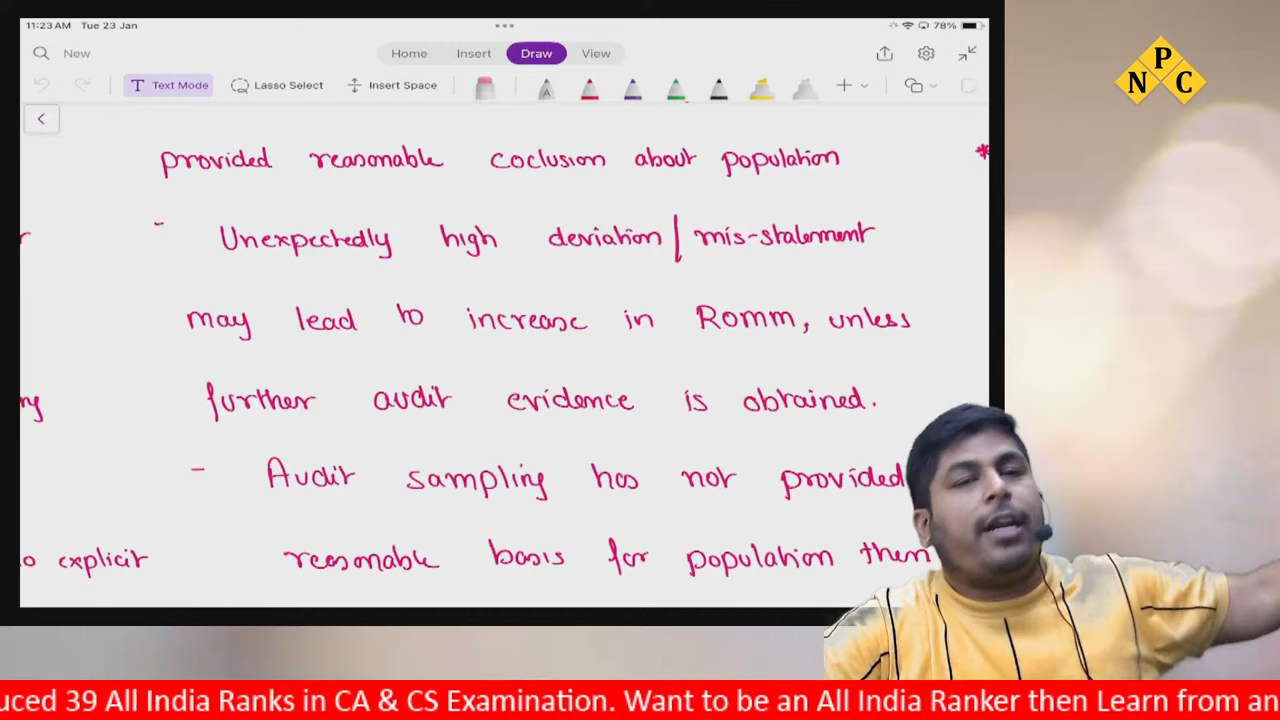 11:23 AM Tue 23 Jan
78%
New
Home Insert Draw View
Text Mode Lasso Select Insert Space
N P C
provided reasonable coclusion about population *
Unexpectedly high deviation | mis-statement
may lead to increase in Romm, unless
ng further audit evidence is obtained.
- Audit sampling has not provided
o explicit reasonable basis for population then
uced 39 All India Ranks in CA & CS Examination. Want to be an All India Ranker then Learn from an